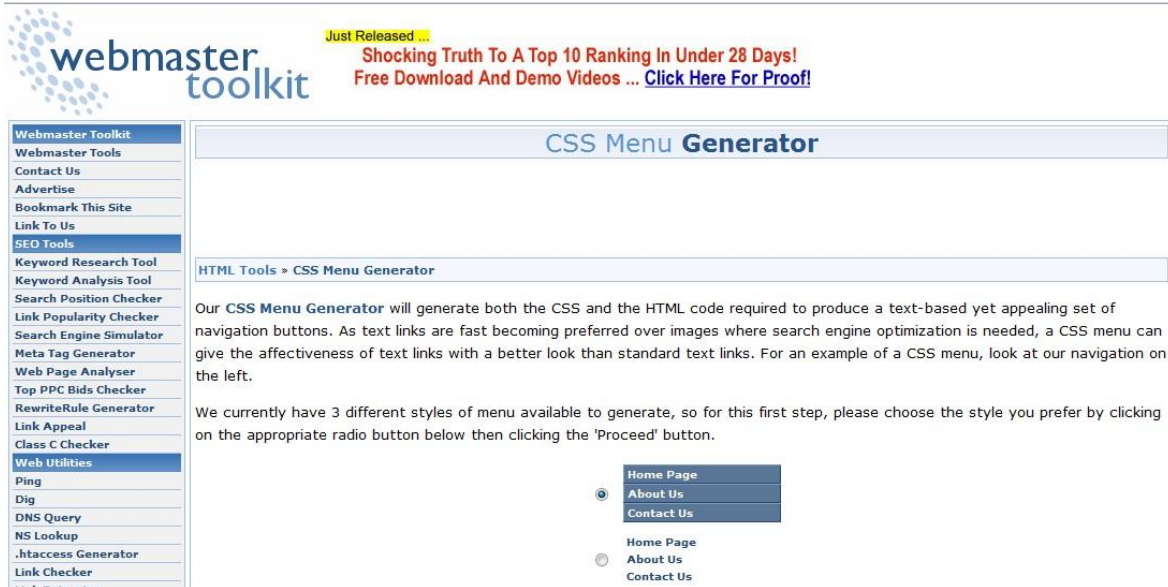 webmaster
toolkit
Just Released ...
Shocking Truth To A Top 10 Ranking In Under 28 Days!
Free Download And Demo Videos ... Click Here For Proof!
Webmaster Toolkit
Webmaster Tools
Contact Us
Advertise
Bookmark This Site
Link To Us
SEO Tools
Keyword Research Tool
Keyword Analysis Tool
Search Position Checker
Link Popularity Checker
Search Engine Simulator
Meta Tag Generator
Web Page Analyser
Top PPC Bids Checker
RewriteRule Generator
Link Appeal
Class C Checker
Web Utilities
Ping
Dig
DNS Query
NS Lookup
.htaccess Generator
Link Checker
CSS Menu Generator
HTML Tools » CSS Menu Generator
Our CSS Menu Generator will generate both the CSS and the HTML code required to produce a text-based yet appealing set of
navigation buttons. As text links are fast becoming preferred over images where search engine optimization is needed, a CSS menu can
give the affectiveness of text links with a better look than standard text links. For an example of a CSS menu, look at our navigation on
the left.
We currently have 3 different styles of menu available to generate, so for this first step, please choose the style you prefer by clicking
on the appropriate radio button below then clicking the 'Proceed' button.
Home Page
About Us
Contact Us
Home Page
About Us
Contact Us